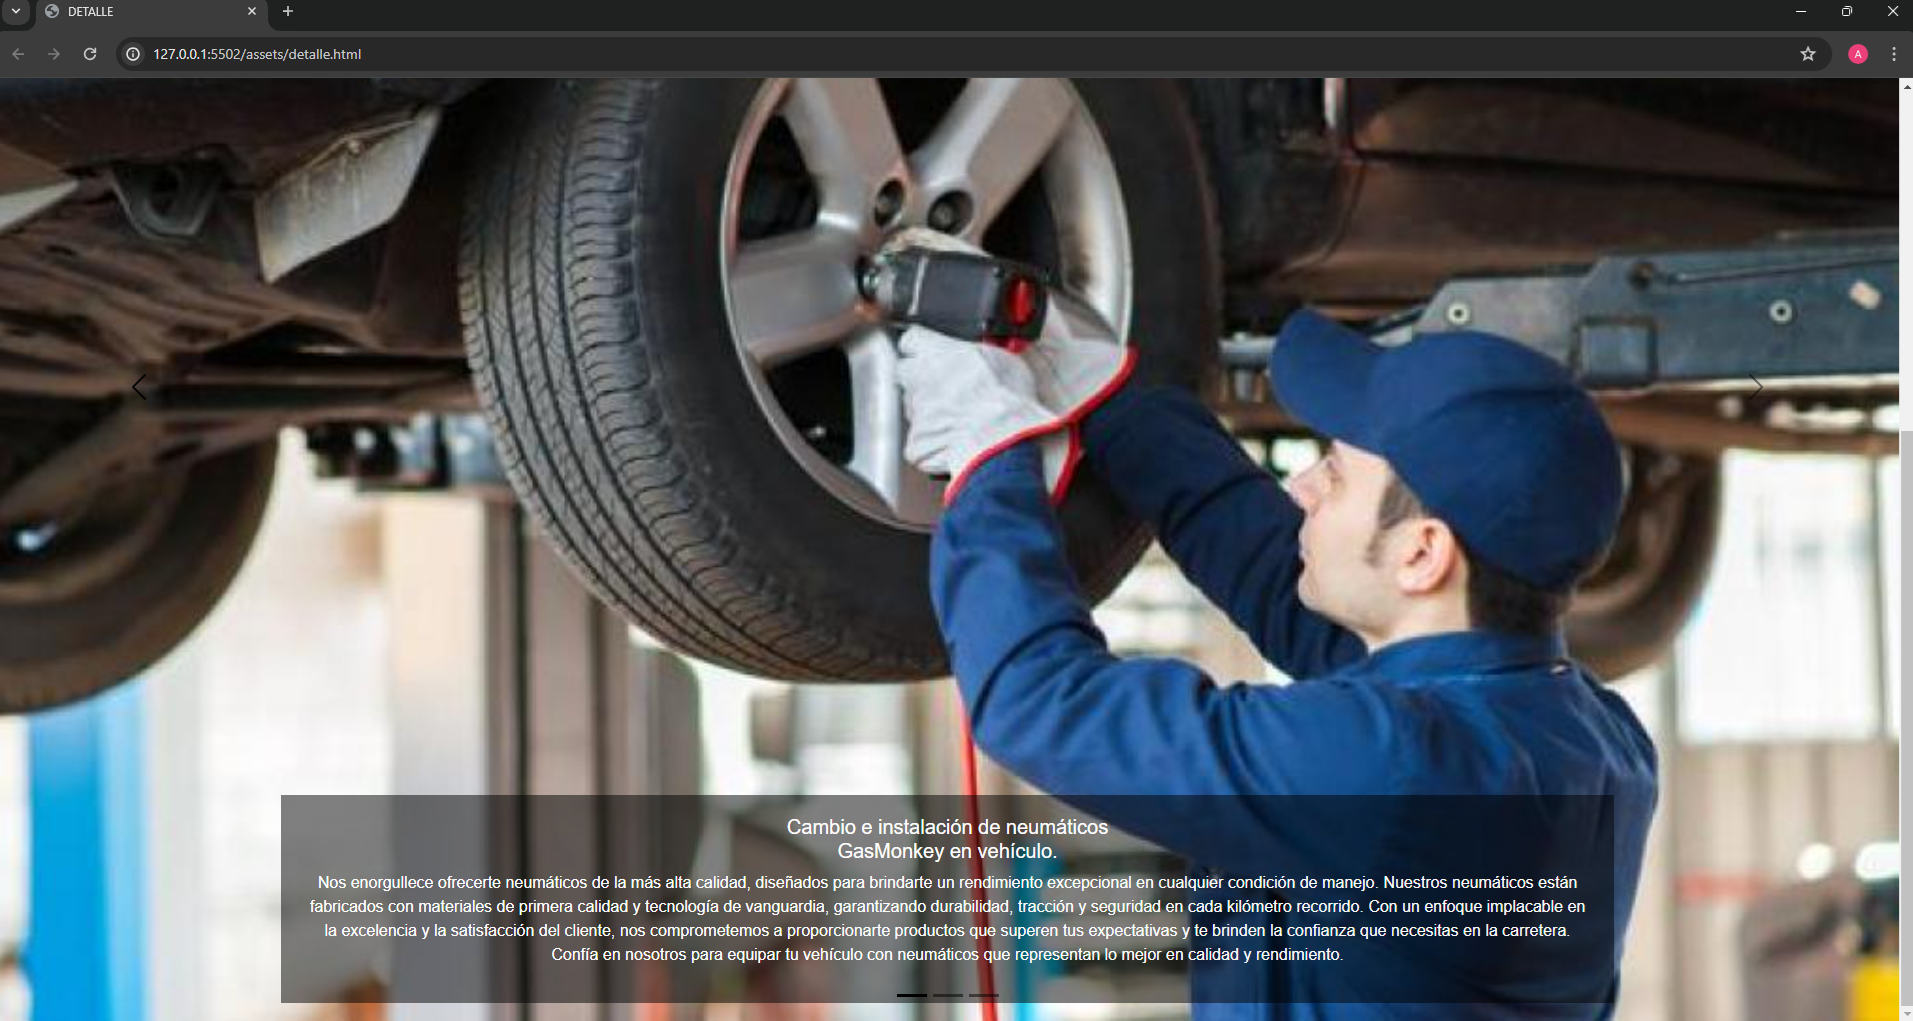 DETALLE
127.0.0.1:5502/assets/detalle.html
A
Cambio e instalación de neumáticos
GasMonkey en vehículo.
Nos enorgullece ofrecerte neumáticos de la más alta calidad, diseñados para brindarte un rendimiento excepcional en cualquier condición de manejo. Nuestros neumáticos están
fabricados con materiales de primera calidad y tecnología de vanguardia, garantizando durabilidad, tracción y seguridad en cada kilómetro recorrido. Con un enfoque implacable en
la excelencia y la satisfacción del cliente, nos comprometemos a proporcionarte productos que superen tus expectativas y te brinden la confianza que necesitas en la carretera.
Confía en nosotros para equipar tu vehículo con neumáticos que representan lo mejor en calidad y rendimiento.